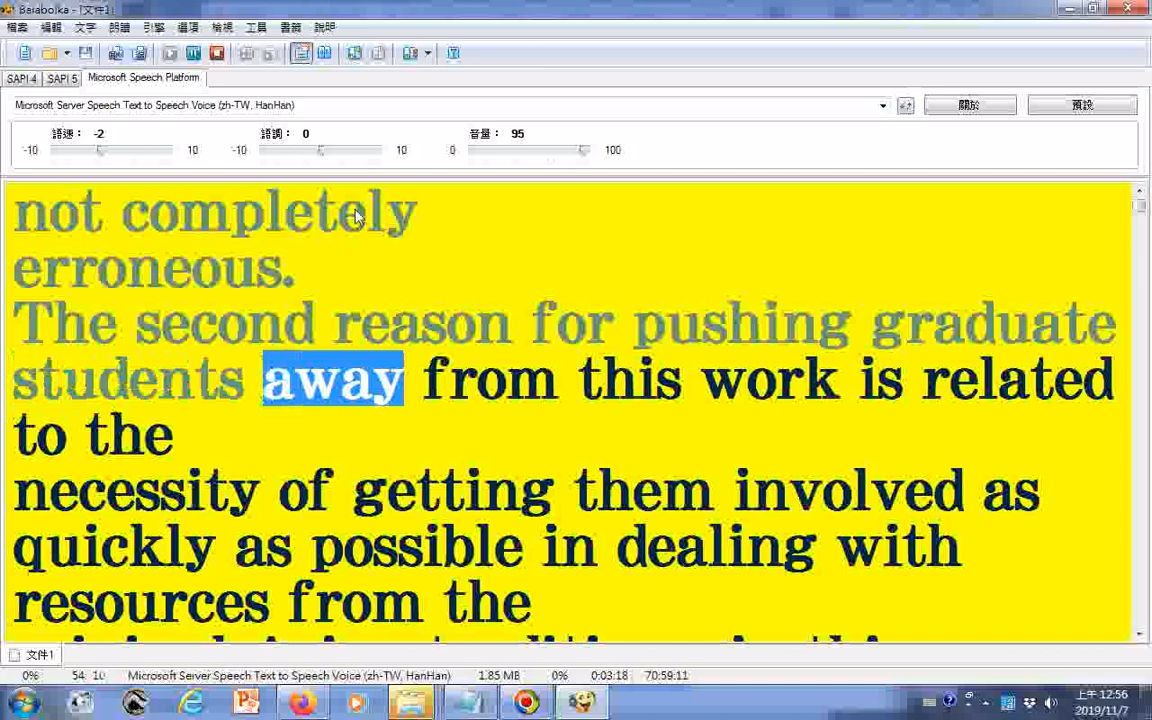 Balabolka - [文件1]
檔案 編輯 文字 朗讀 引擎 選項 檢視 工具 書籤 說明
SAPI 4 SAPI 5 Microsoft Speech Platform
Microsoft Server Speech Text to Speech Voice (zh-TW, HanHan) 關於 預設
語速： -2 語調： 0 音量： 95
-10 10 -10 10 0 100
not completely
erroneous.
The second reason for pushing graduate
students away from this work is related
to the
necessity of getting them involved as
quickly as possible in dealing with
resources from the
文件1
0% 54: 10 Microsoft Server Speech Text to Speech Voice (zh-TW, HanHan) 1.85 MB 0% 0:03:18 70:59:11
上午 12:56
2019/11/7